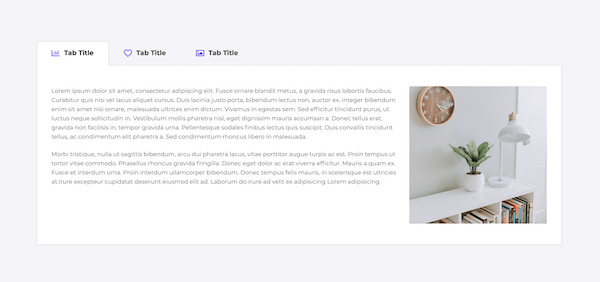 Tab Title
Tab Title
Tab Title
Lorem ipsum dolor sit amet, consectetur adipiscing elit. Fusce ornare blandit metus, a gravida risus lobortis faucibus.
Curabitur quis nisi vel lacus aliquet cursus. Duis lacinia justo porta, bibendum lectus non, auctor ex. Integer bibendum
enim mi, egestas ornare, malesuada ultrices enim dictum. Vivamus in egestas sem. Sed efficitur tincidunt purus, ut
luctus neque sollicitudin in. Vestibulum mollis pharetra nisl, eget dignissim mauris accumsan a. Donec tellus erat,
gravida non facilisis in, tempor gravida urna. Pellentesque sodales finibus lectus quis suscipit. Duis convallis tincidunt
tellus, ac condimentum elit pharetra a. Sed condimentum rhoncus libero in malesuada.
Morbi tristique, nulla ut sagittis bibendum, arcu dui pharetra lacus, vitae porttitor augue turpis ac est. Proin tempus ut
tortor vitae commodo. Phasellus rhoncus gravida fringilla. Donec eget dolor ac erat viverra efficitur. Mauris a quam ex.
Fusce et interdum urna. Proin interdum ullamcorper bibendum. Donec tempus felis mauris, in scelerisque est ultricies
at.Irure excepteur cupidatat deserunt eiusmod elit ad. Laborum do irure ad velit ex adipisicing Lorem adipisicing.